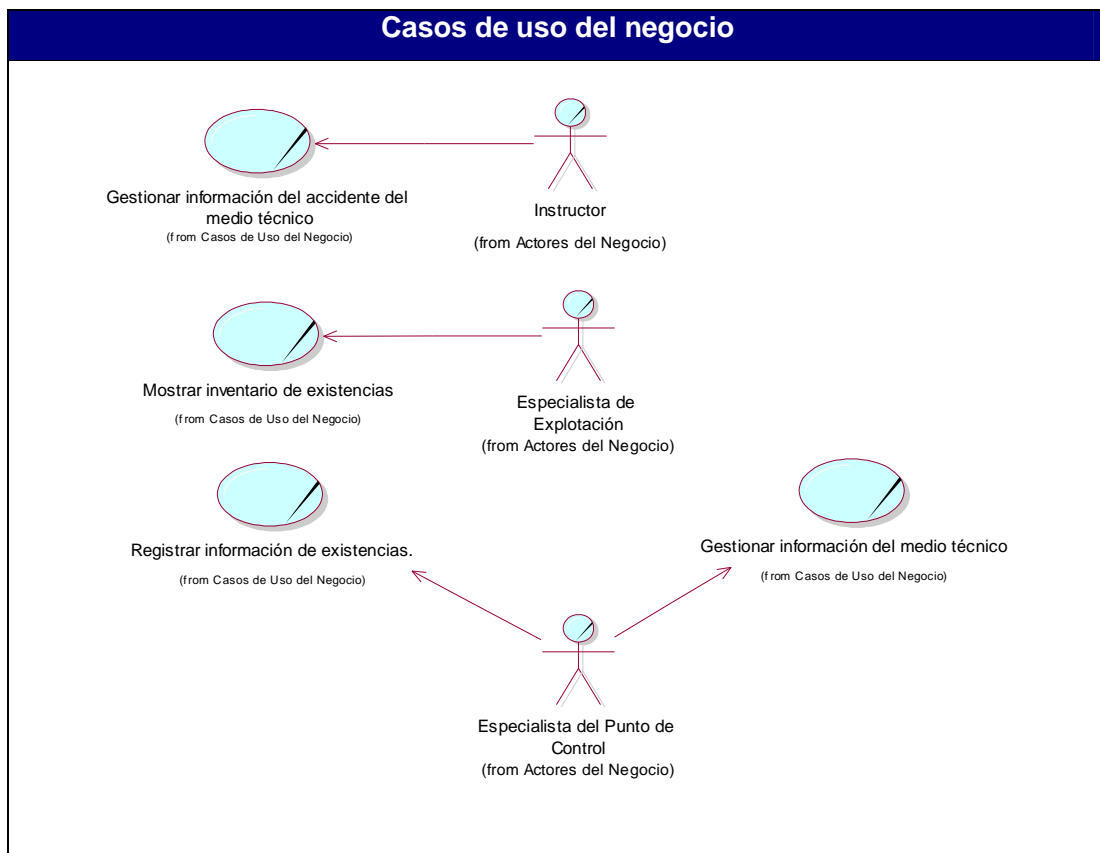 Casos de uso del negocio
Gestionar información del accidente del
medio técnico
(from Casos de Uso del Negocio)
Instructor
(from Actores del Negocio)
Mostrar inventario de existencias
(from Casos de Uso del Negocio)
Especialista de
Explotación
(from Actores del Negocio)
Registrar información de existencias.
(from Casos de Uso del Negocio)
Gestionar información del medio técnico
(from Casos de Uso del Negocio)
Especialista del Punto de
Control
(from Actores del Negocio)